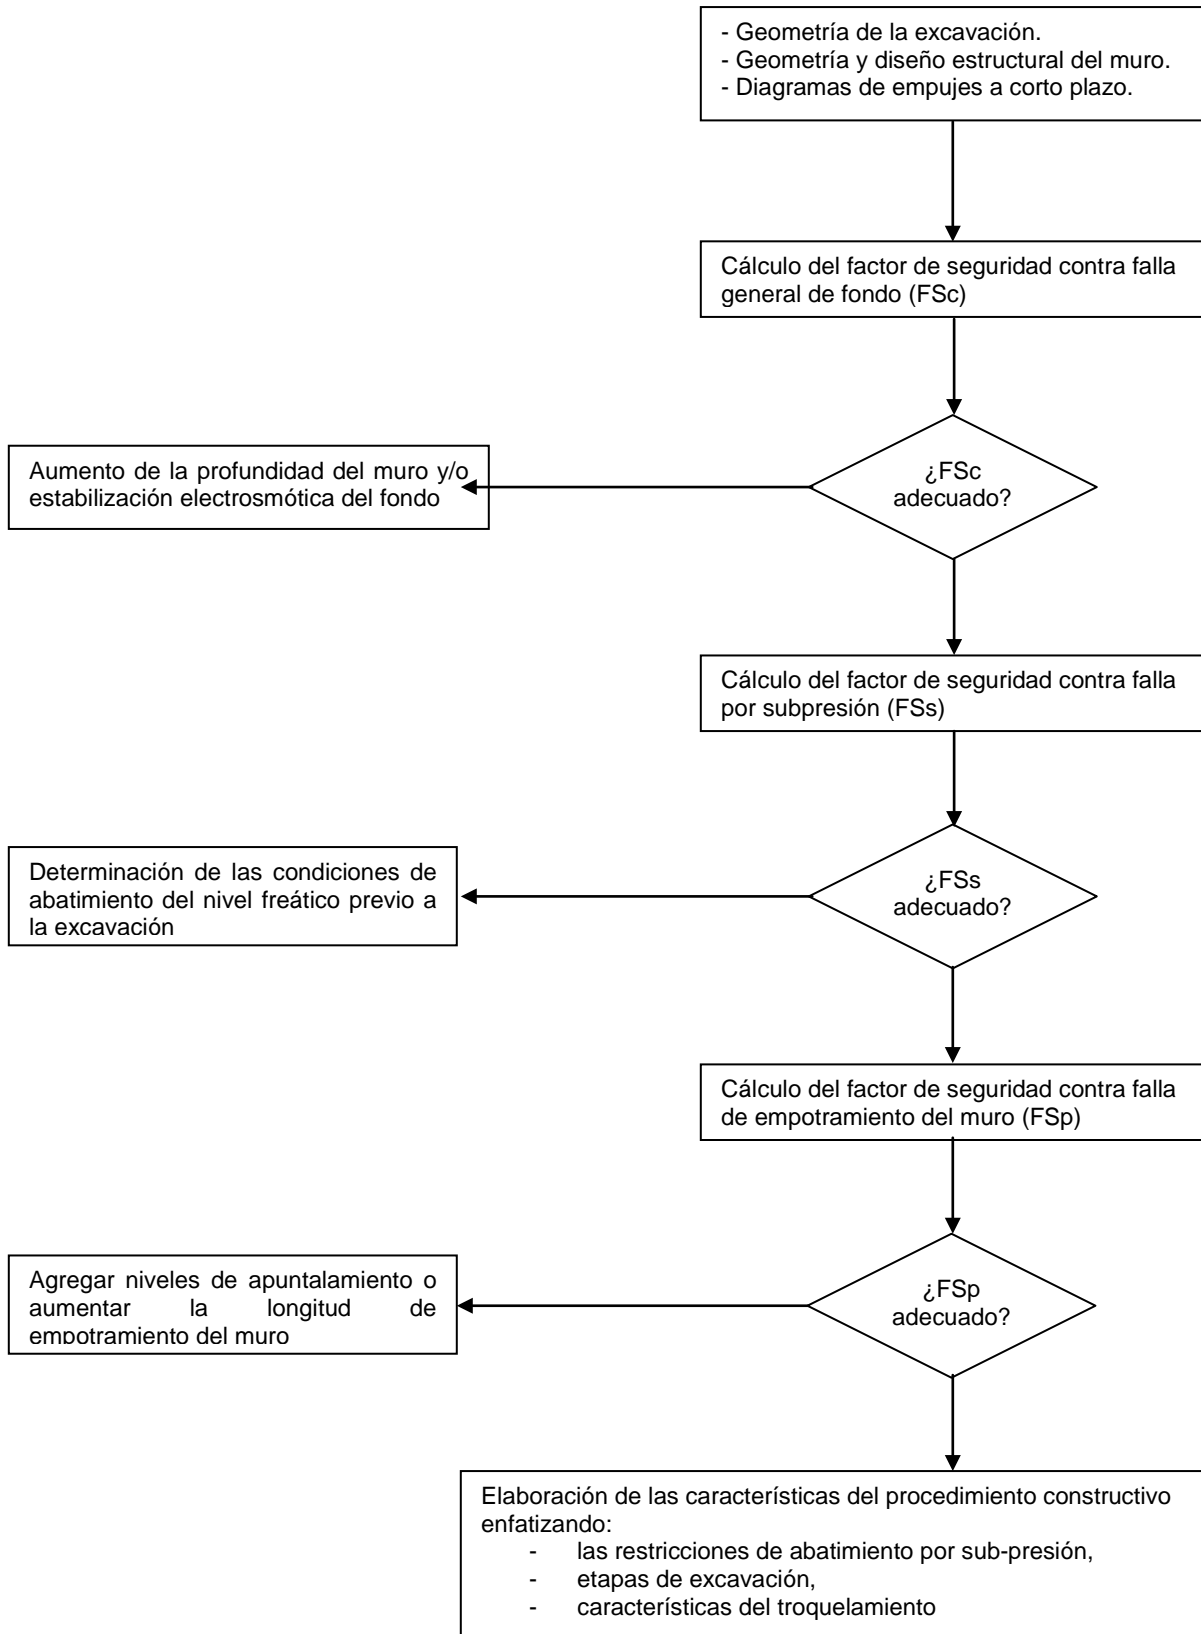 - Geometría de la excavación.
- Geometría y diseño estructural del muro.
- Diagramas de empujes a corto plazo.
Cálculo del factor de seguridad contra falla
general de fondo (FSc)
¿FSc
adecuado?
Aumento de la profundidad del muro y/o
estabilización electrosmótica del fondo
Cálculo del factor de seguridad contra falla
por subpresión (FSs)
¿FSs
adecuado?
Determinación de las condiciones de
abatimiento del nivel freático previo a
la excavación
Cálculo del factor de seguridad contra falla
de empotramiento del muro (FSp)
¿FSp
adecuado?
Agregar niveles de apuntalamiento o
aumentar la longitud de
empotramiento del muro
Elaboración de las características del procedimiento constructivo
enfatizando:
- las restricciones de abatimiento por sub-presión,
- etapas de excavación,
- características del troquelamiento